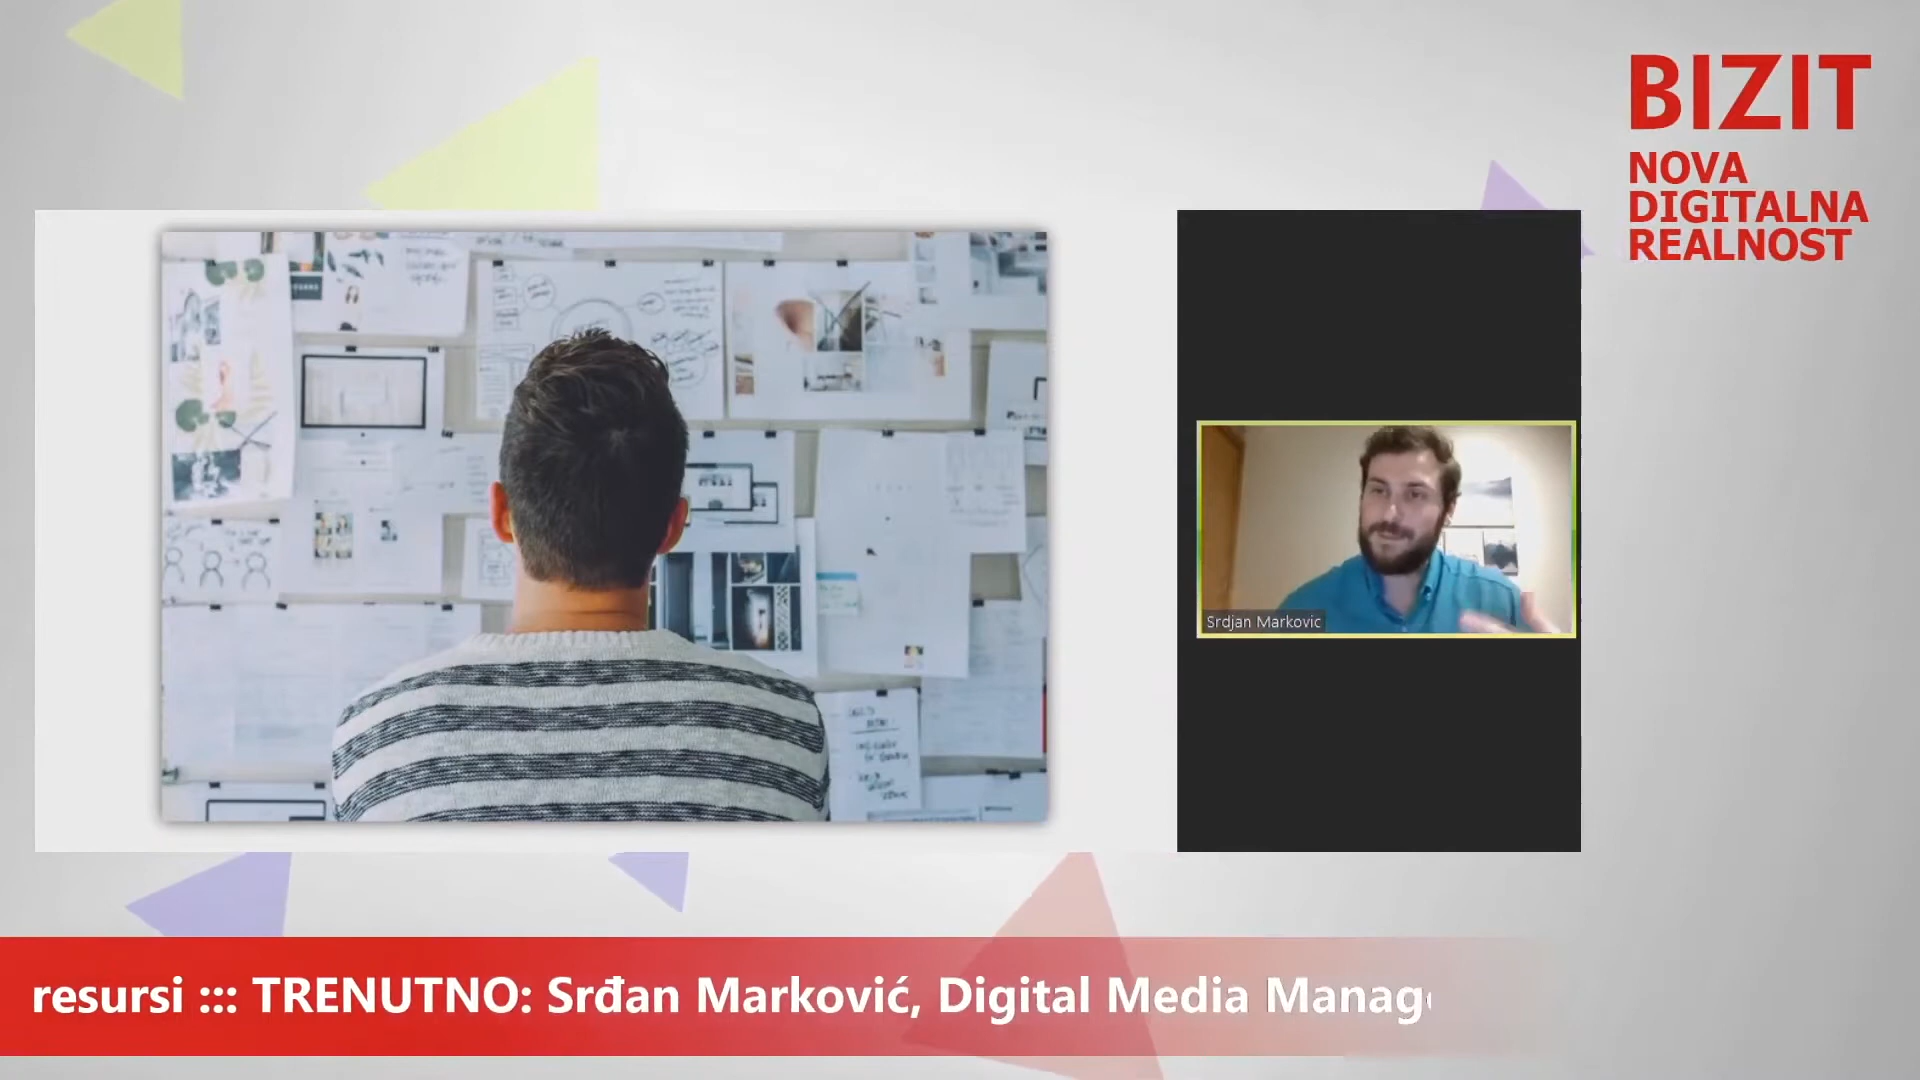 BIZIT
NOVA
DIGITALNA
REALNOST
Srdjan Markovic
resursi ::: TRENUTNO: Srđan Marković, Digital Media Manag